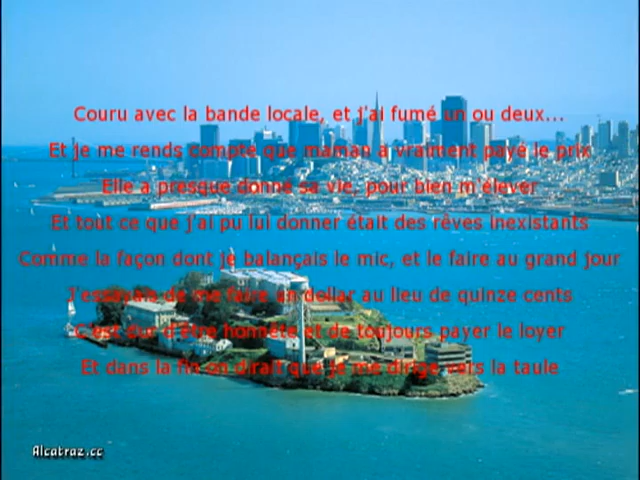 Couru avec la bande locale, et j'ai fumé un ou deux...
Et je me rends compte que maman a vraiment payé le prix
Elle a presque donné sa vie, pour bien m'élever
Et tout ce que j'ai pu lui donner était des rêves inexistants
Comme la façon dont je balançais le mic, et le faire au grand jour
J'essayais de me faire un dollar au lieu de quinze cents
C'est dur d'être honnête et de toujours payer le loyer
Et dans la fin on dirait que je me dirige vers la taule
Alcatraz.cc